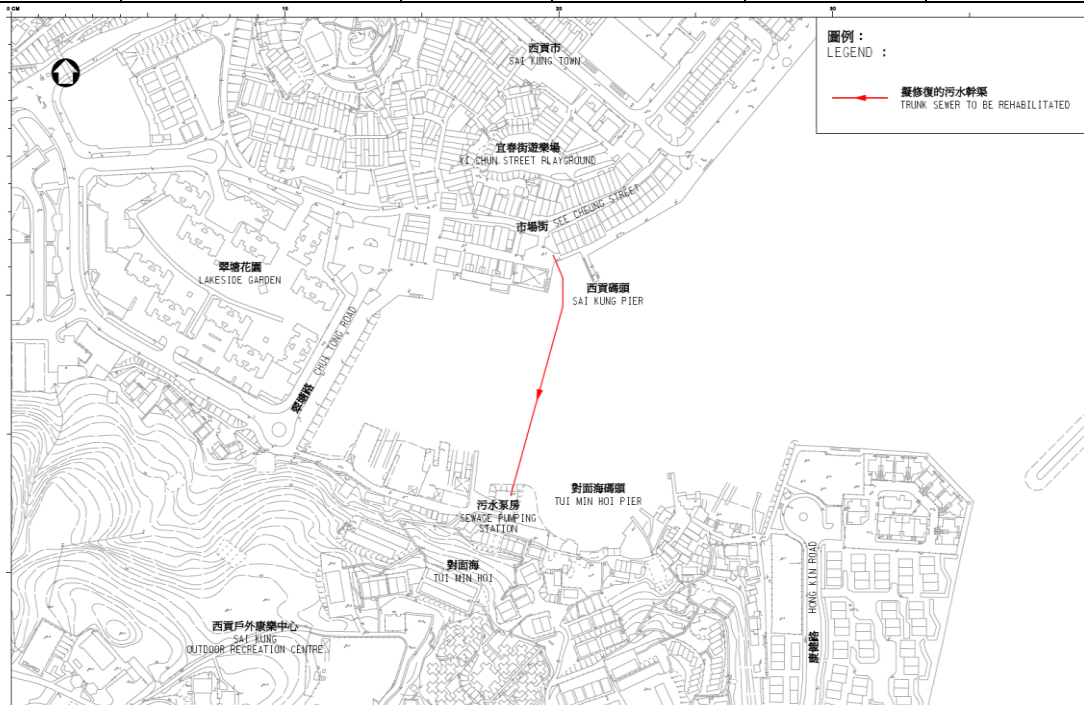 0 CM
10
20
30
圖例：
LEGEND :
擬修復的污水幹渠
TRUNK SEWER TO BE REHABILITATED
西貢市
SAI KUNG TOWN
宜春街遊樂場
YI CHUN STREET PLAYGROUND
市場街 SEE CHEUNG STREET
翠塘花園
LAKESIDE GARDEN
西貢碼頭
SAI KUNG PIER
翠塘路 CHUI TONG ROAD
對面海碼頭
TUI MIN HOI PIER
污水泵房
SEWAGE PUMPING
STATION
對面海
TUI MIN HOI
西貢戶外康樂中心
SAI KUNG
OUTDOOR RECREATION CENTRE
康健路 HONG KIN ROAD